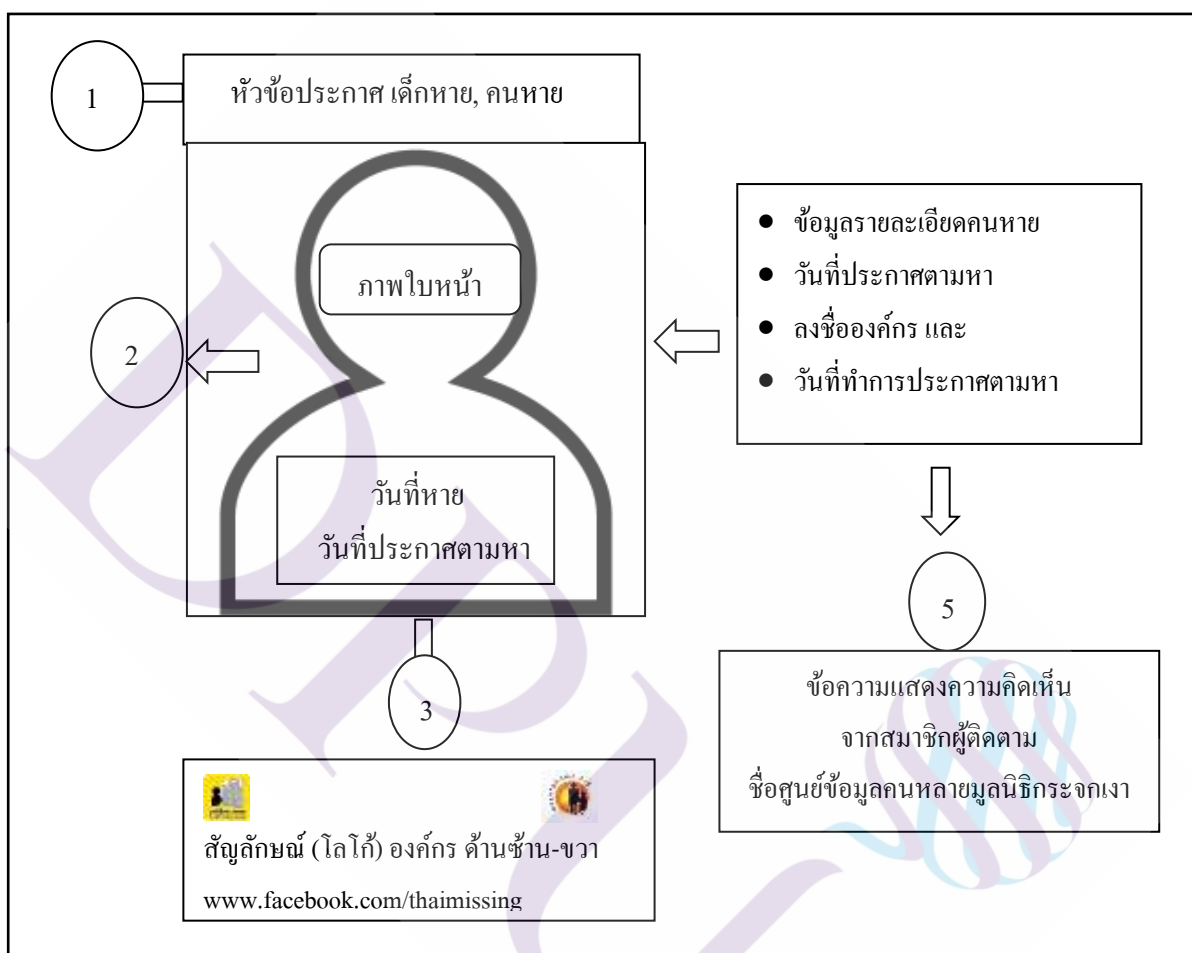 1
หัวข้อประกาศ เด็กหาย, คนหาย
ภาพใบหน้า
2
วันที่หาย
วันที่ประกาศตามหา
● ข้อมูลรายละเอียดคนหาย
● วันที่ประกาศตามหา
● ลงชื่อองค์กร และ
● วันที่ทำการประกาศตามหา
3
สัญลักษณ์ (โลโก้) องค์กร ด้านซ้าน-ขวา
www.facebook.com/thaimissing
5
ข้อความแสดงความคิดเห็น
จากสมาชิกผู้ติดตาม
ชื่อศูนย์ข้อมูลคนหลายมูลนิธิกระจกเงา